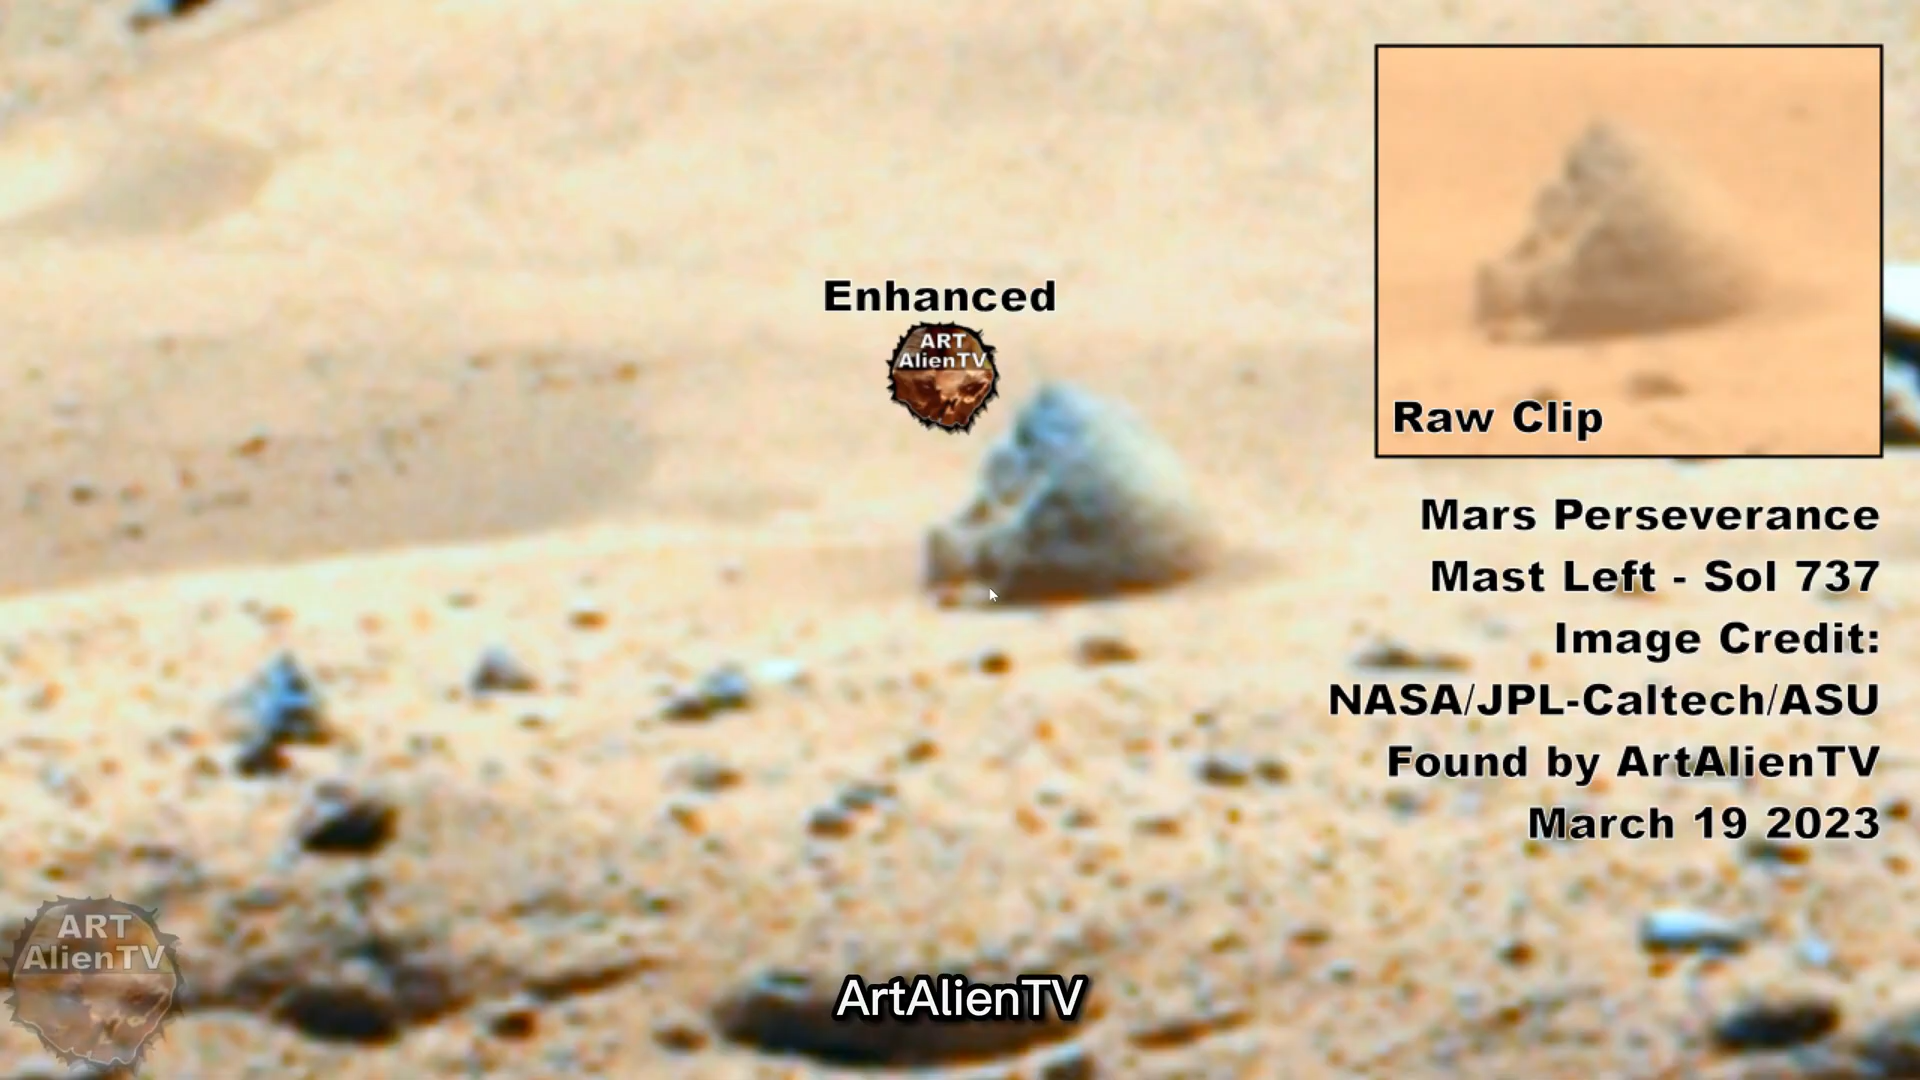 Enhanced
ART
AlienTV
Raw Clip
Mars Perseverance
Mast Left - Sol 737
Image Credit:
NASA/JPL-Caltech/ASU
Found by ArtAlienTV
March 19 2023
ART
AlienTV
ArtAlienTV